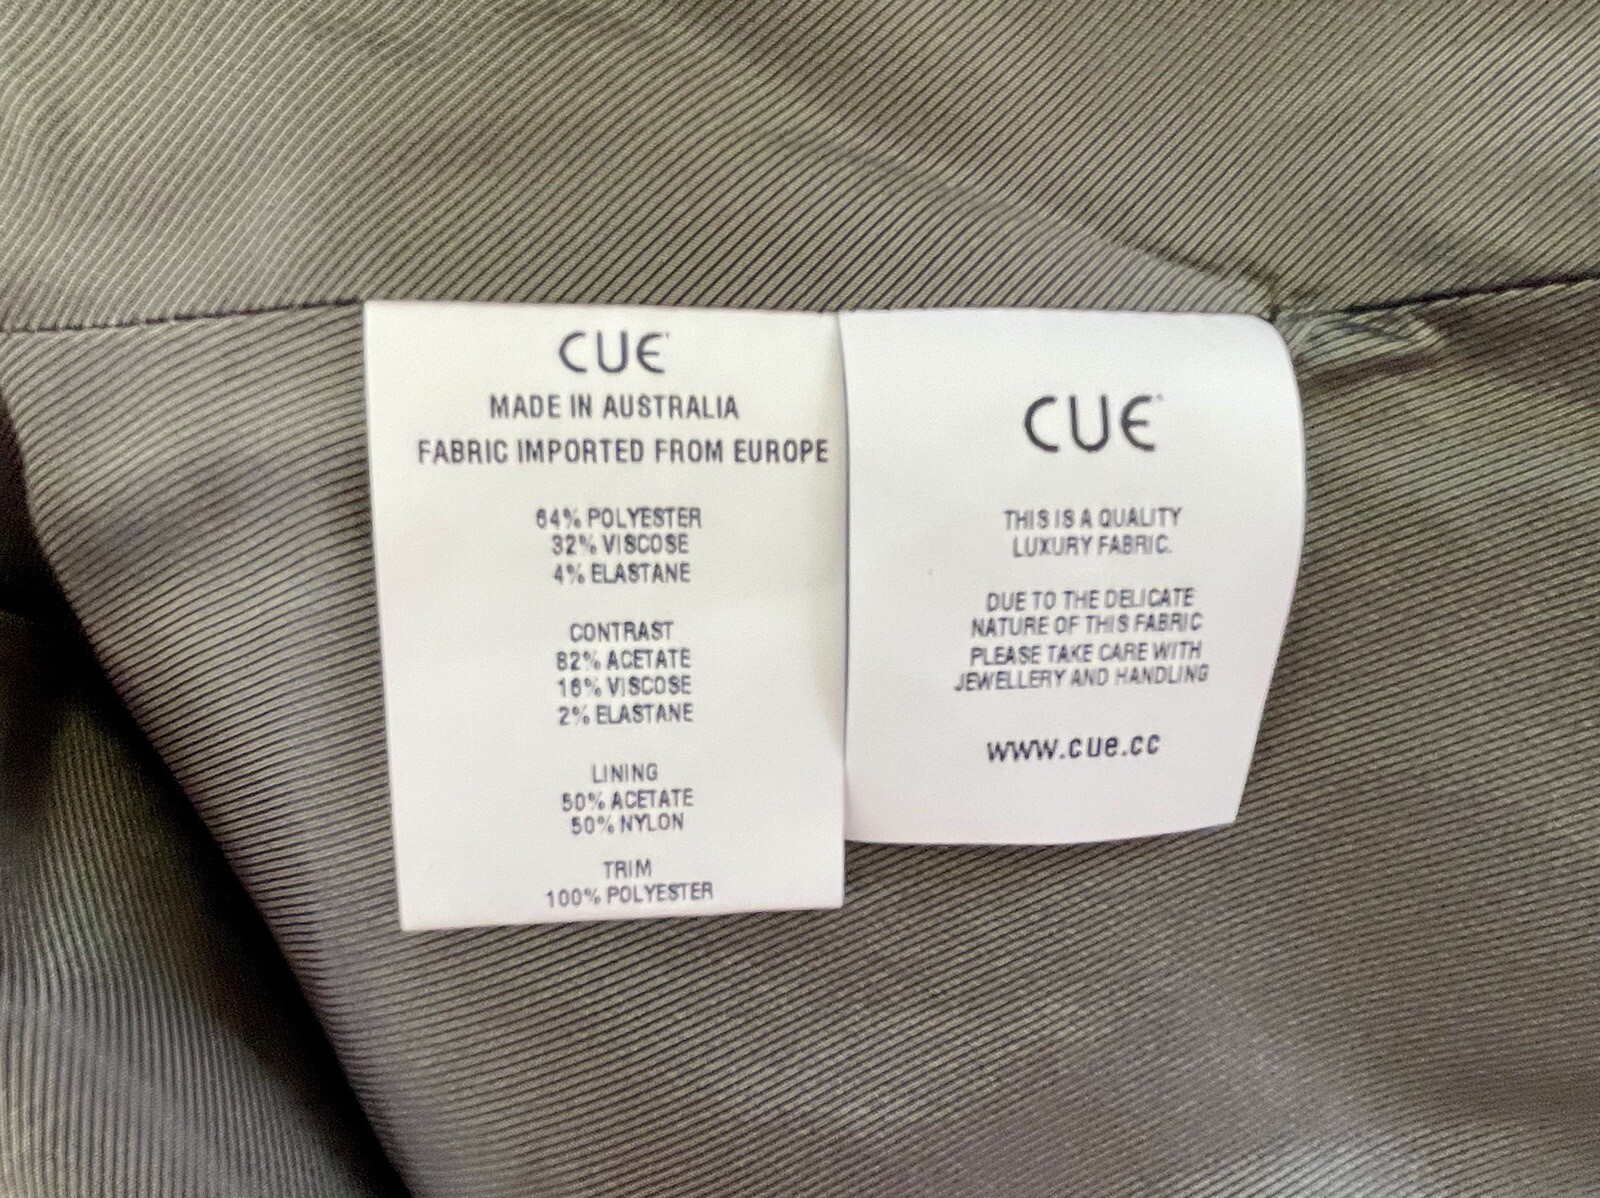 CUE
MADE IN AUSTRALIA
FABRIC IMPORTED FROM EUROPE
64% POLYESTER
32% VISCOSE
4% ELASTANE
CONTRAST
82% ACETATE
16% VISCOSE
2% ELASTANE
LINING
50% ACETATE
50% NYLON
TRIM
100% POLYESTER
CUE
THIS IS A QUALITY
LUXURY FABRIC.
DUE TO THE DELICATE
NATURE OF THIS FABRIC
PLEASE TAKE CARE WITH
JEWELLERY AND HANDLING
www.cue.cc